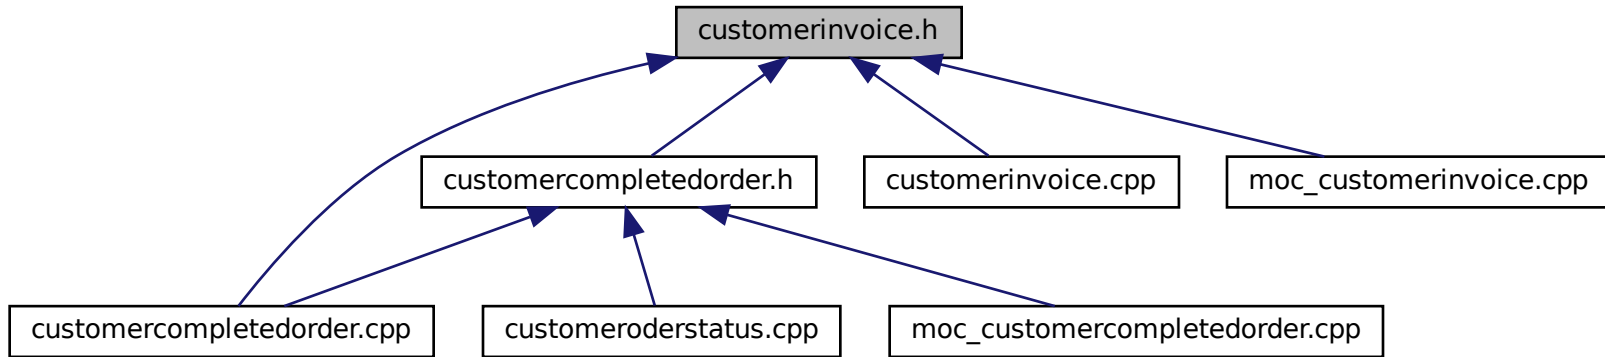 customerinvoice.h
customercompletedorder.h
customerinvoice.cpp
moc_customerinvoice.cpp
customercompletedorder.cpp
customeroderstatus.cpp
moc_customercompletedorder.cpp